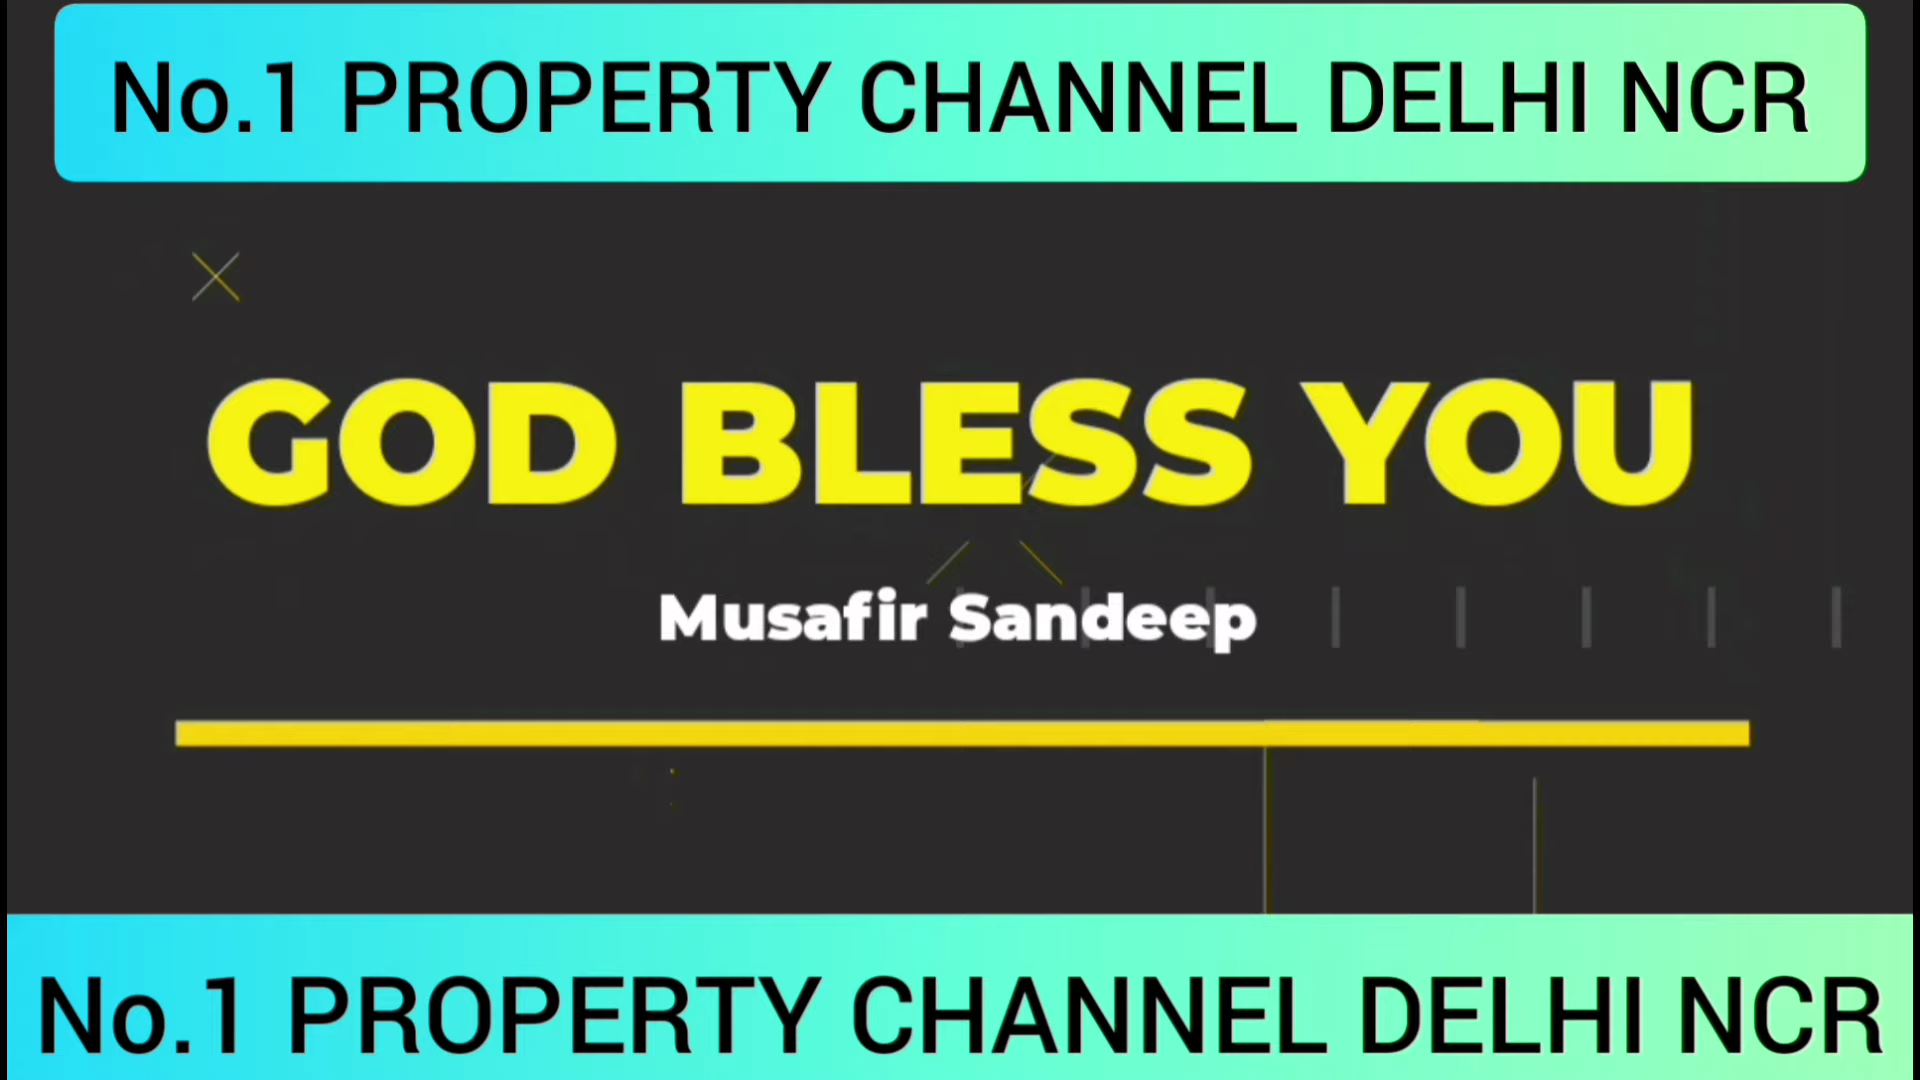 No.1 PROPERTY CHANNEL DELHI NCR
GOD BLESS YOU
Musafir Sandeep
No.1 PROPERTY CHANNEL DELHI NCR